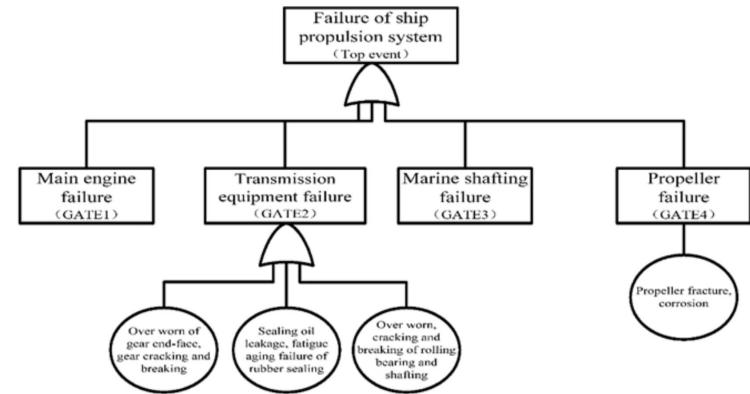 Failure of ship
propulsion system
(Top event)
Main engine
failure
(GATE1)
Transmission
equipment failure
(GATE2)
Marine shafting
failure
(GATE3)
Propeller
failure
(GATE4)
Over worn of
gear end-face,
gear cracking and
breaking
Sealing oil
leakage, fatigue
aging failure of
rubber sealing
Over worn,
cracking and
breaking of rolling
bearing and
shafting
Propeller fracture,
corrosion